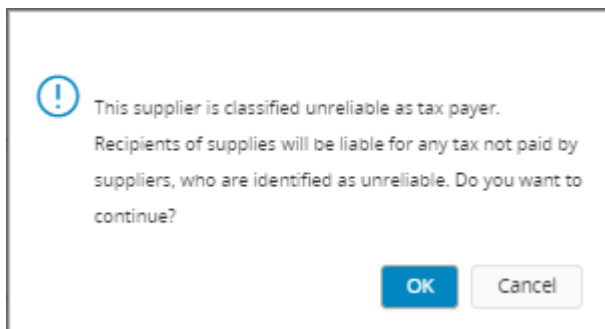 This supplier is classified unreliable as tax payer.
Recipients of supplies will be liable for any tax not paid by
suppliers, who are identified as unreliable. Do you want to
continue?
OK
Cancel